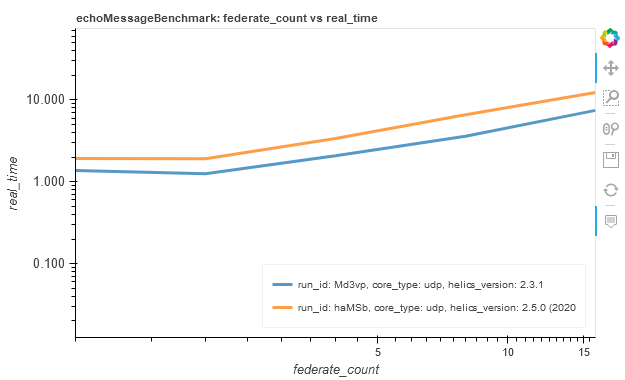 echoMessageBenchmark: federate_count vs real_time
10.000
1.000
0.100
real_time
run_id: Md3vp, core_type: udp, helics_version: 2.3.1
run_id: haMSb, core_type: udp, helics_version: 2.5.0 (2020
5
10
15
federate_count